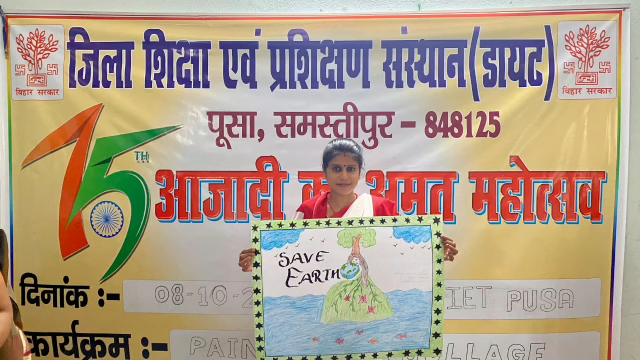 जिला शिक्षा एवं प्रशिक्षण संस्थान (डायट)
बिहार सरकार
बिहार सरकार
पूसा, समस्तीपुर – 848125
75TH
आजादी का अमृत महोत्सव
SAVE
EARTH
दिनांक :- 08-10-2 IET PUSA
कार्यक्रम :- PAIN LLAGE